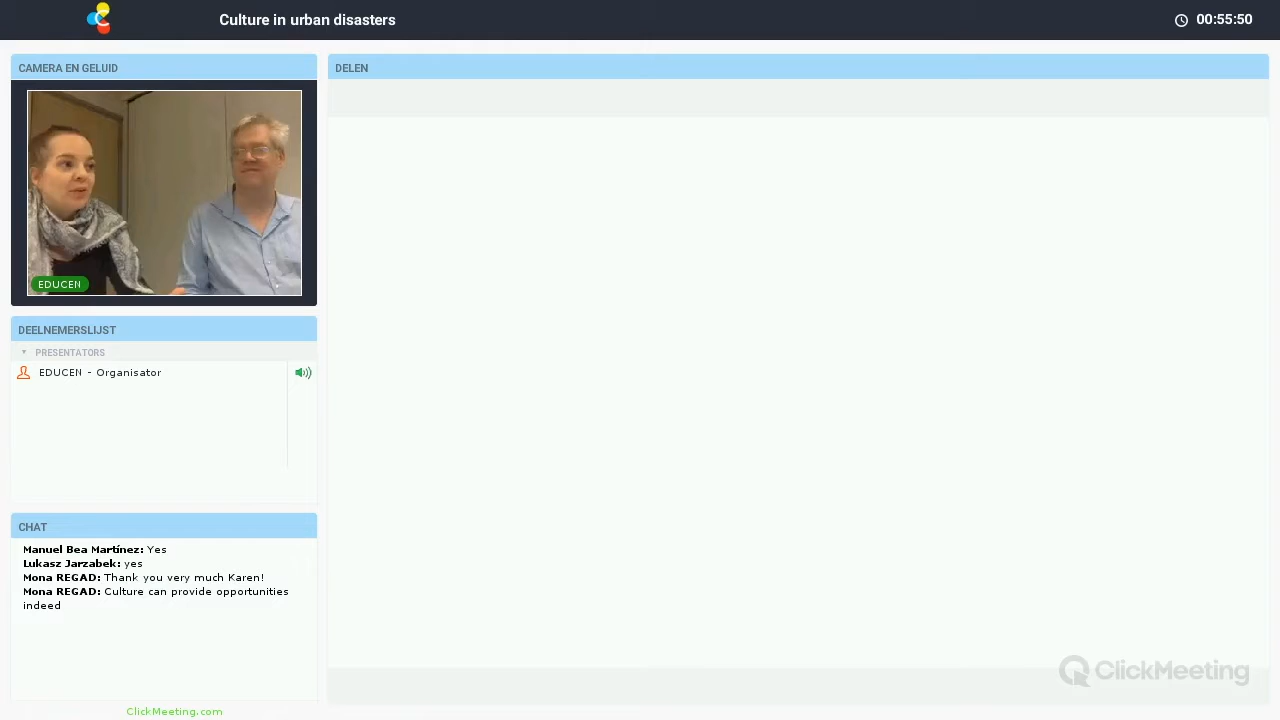 Culture in urban disasters
00:55:50
CAMERA EN GELUID
EDUCEN
DEELNEMERSLIJST
PRESENTATORS
EDUCEN - Organisator
CHAT
Manuel Bea Martínez: Yes
Lukasz Jarzabek: yes
Mona REGAD: Thank you very much Karen!
Mona REGAD: Culture can provide opportunities
indeed
ClickMeeting.com
DELEN
ClickMeeting